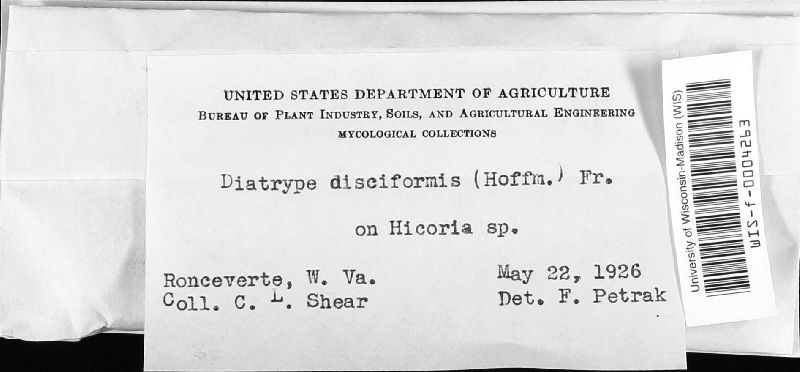 UNITED STATES DEPARTMENT OF AGRICULTURE
BUREAU OF PLANT INDUSTRY, SOILS, AND AGRICULTURAL ENGINEERING
MYCOLOGICAL COLLECTIONS
Diatrype disciformis (Hoffm.) Fr.
on Hicoria sp.
Ronceverte, W. Va.
Coll. C. L. Shear
May 22, 1926
Det. F. Petrak
University of Wisconsin-Madison (WIS)
WIS-f-0004263